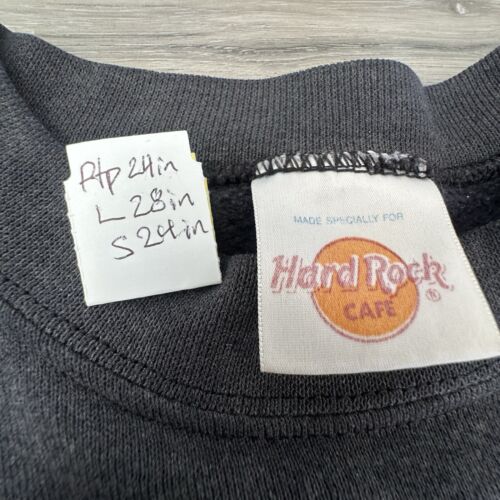 Ptp 24in
L 28in
S 24in
MADE SPECIALLY FOR
Hard Rock
CAFE
®